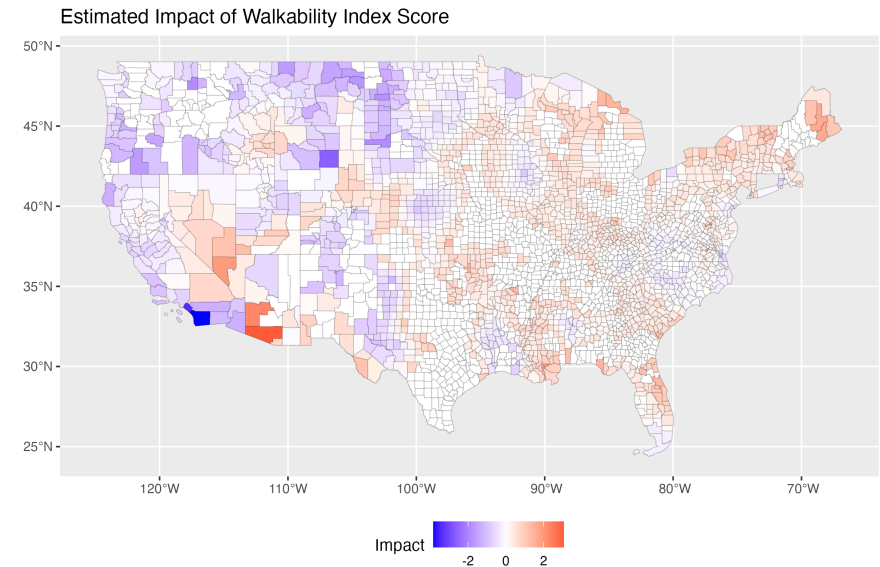 Estimated Impact of Walkability Index Score
50°N
45°N
40°N
35°N
30°N
25°N
120°W 110°W 100°W 90°W 80°W 70°W
Impact
-2 0 2